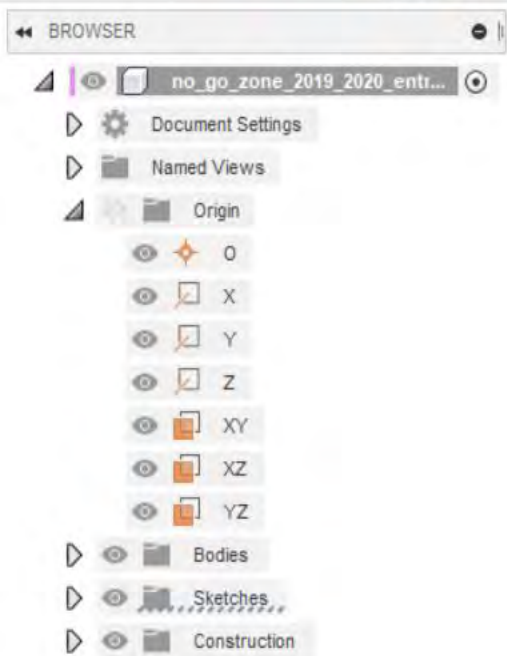 BROWSER
no_go_zone_2019_2020_entr...
Document Settings
Named Views
Origin
O
X
Y
Z
XY
XZ
YZ
Bodies
Sketches
Construction